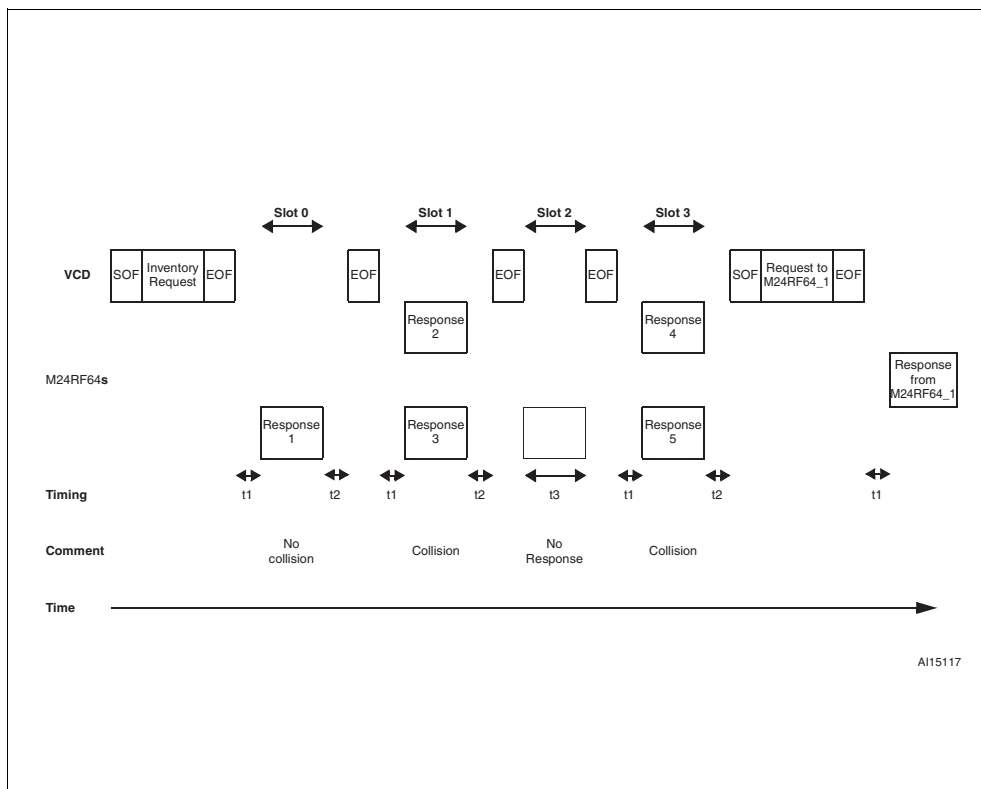 Slot 0 Slot 1 Slot 2 Slot 3
VCD SOF Inventory Request EOF EOF EOF EOF SOF Request to M24RF64_1 EOF
Response 2 Response 4
M24RF64s Response from M24RF64_1
Response 1 Response 3 Response 5
Timing t1 t2 t1 t2 t3 t1 t2 t1
Comment No collision Collision No Response Collision
Time
AI15117